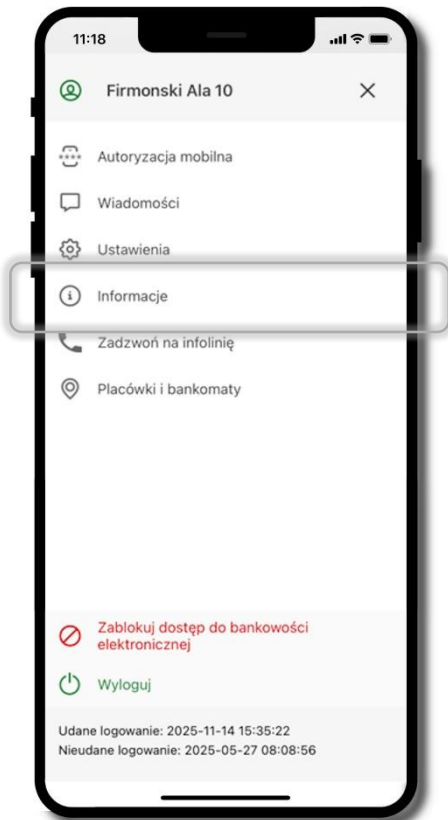 11:18
Firmonski Ala 10
Autoryzacja mobilna
Wiadomości
Ustawienia
Informacje
Zadzwoń na infolinię
Placówki i bankomaty
Zablokuj dostęp do bankowości
elektronicznej
Wyloguj
Udane logowanie: 2025-11-14 15:35:22
Nieudane logowanie: 2025-05-27 08:08:56